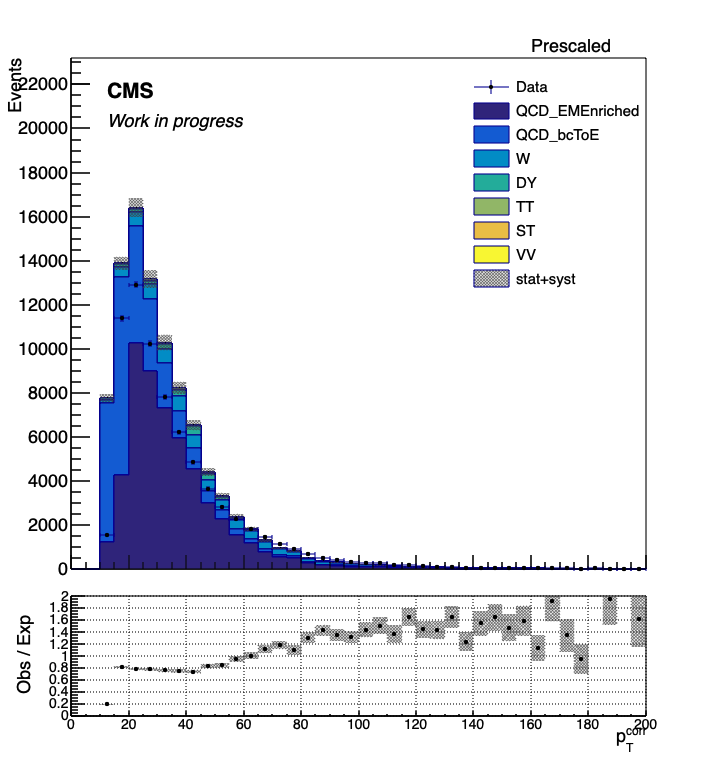 Prescaled
Events
CMS
Work in progress
Data
QCD_EMEnriched
QCD_bcToE
W
DY
TT
ST
VV
stat+syst
22000
20000
18000
16000
14000
12000
10000
8000
6000
4000
2000
0
Obs / Exp
2
1.8
1.6
1.4
1.2
1
0.8
0.6
0.4
0.2
0
0 20 40 60 80 100 120 140 160 180 200
p_T^corr